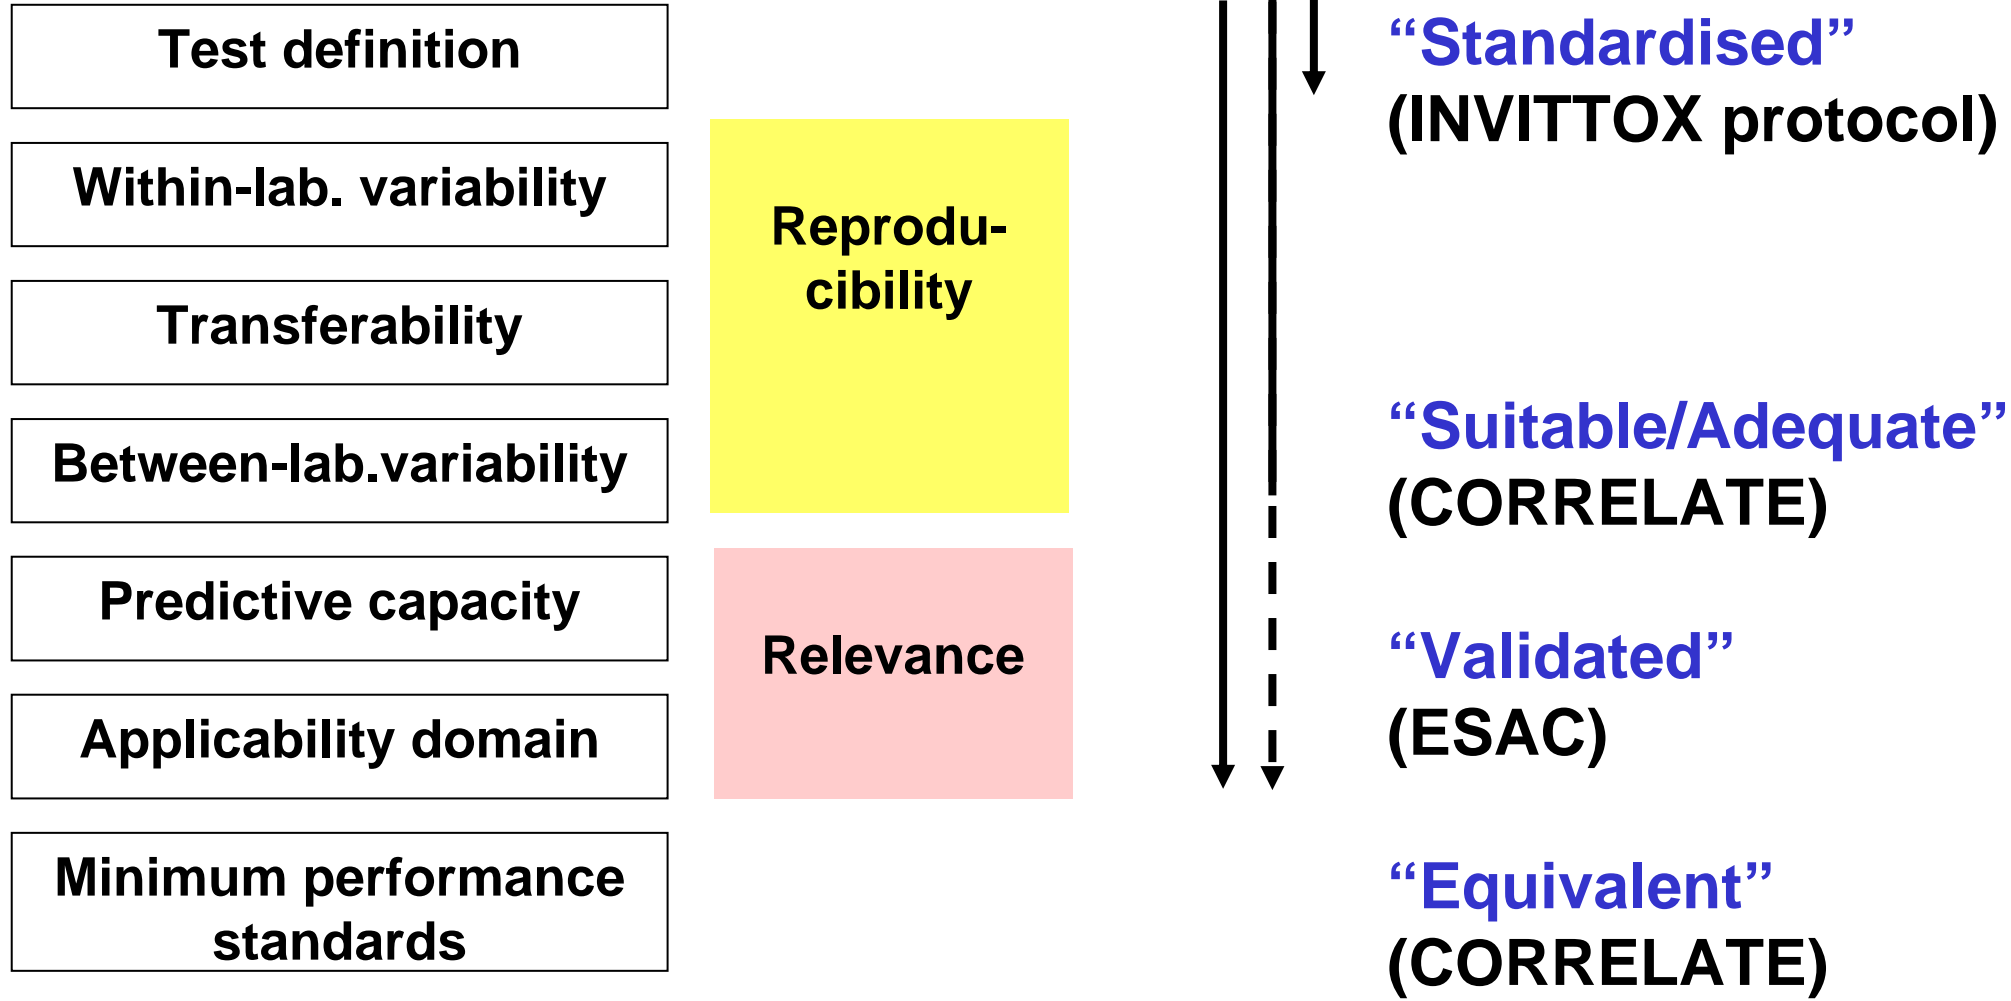 Test definition
Within-lab. variability
Transferability
Between-lab.variability
Predictive capacity
Applicability domain
Minimum performance
standards
Reprodu-
cibility
Relevance
“Standardised”
(INVITTOX protocol)
“Suitable/Adequate”
(CORRELATE)
“Validated”
(ESAC)
“Equivalent”
(CORRELATE)